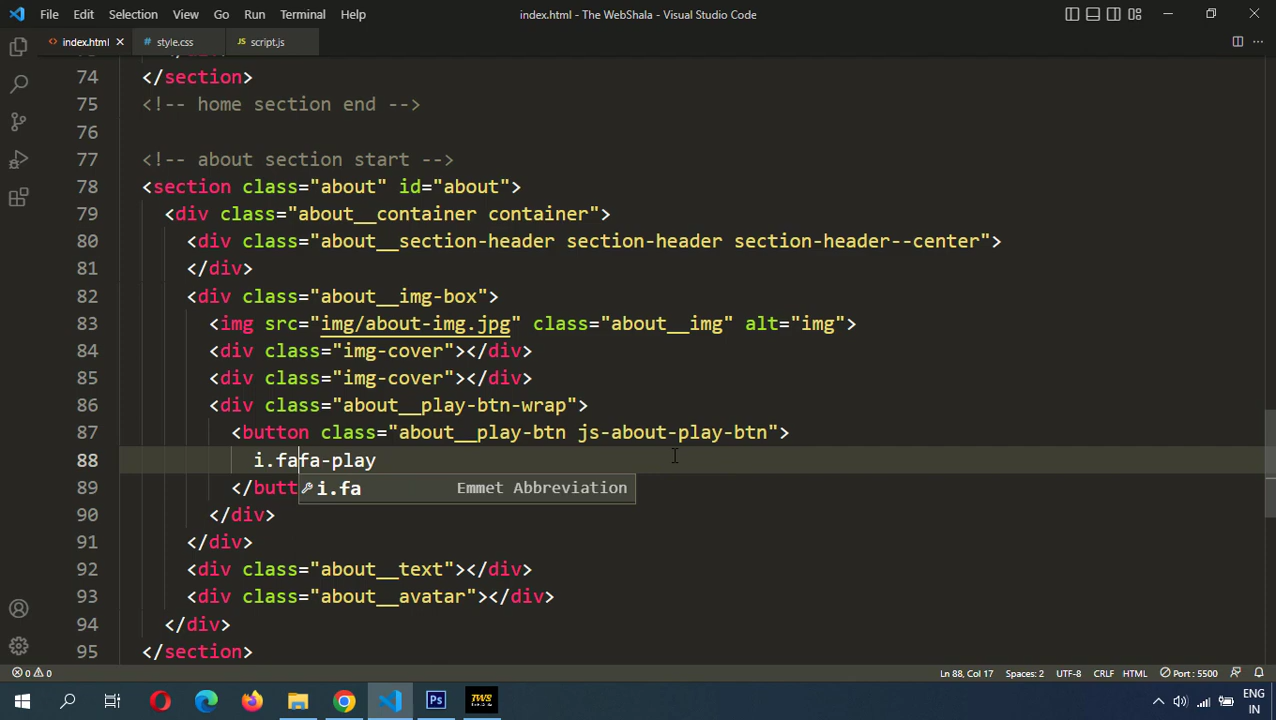 File Edit Selection View Go Run Terminal Help index.html - The WebShala - Visual Studio Code
index.html style.css JS script.js
74 </section>
75 <!-- home section end -->
76
77 <!-- about section start -->
78 <section class="about" id="about">
79 <div class="about__container container">
80 <div class="about__section-header section-header section-header--center">
81 </div>
82 <div class="about__img-box">
83 <img src="img/about-img.jpg" class="about__img" alt="img">
84 <div class="img-cover"></div>
85 <div class="img-cover"></div>
86 <div class="about__play-btn-wrap">
87 <button class="about__play-btn js-about-play-btn">
88 i.fafa-play
89 </butt i.fa Emmet Abbreviation
90 </div>
91 </div>
92 <div class="about__text"></div>
93 <div class="about__avatar"></div>
94 </div>
95 </section>
0 0 Ln 88, Col 17 Spaces: 2 UTF-8 CRLF HTML Port : 5500
Ps TWS ENG
IN